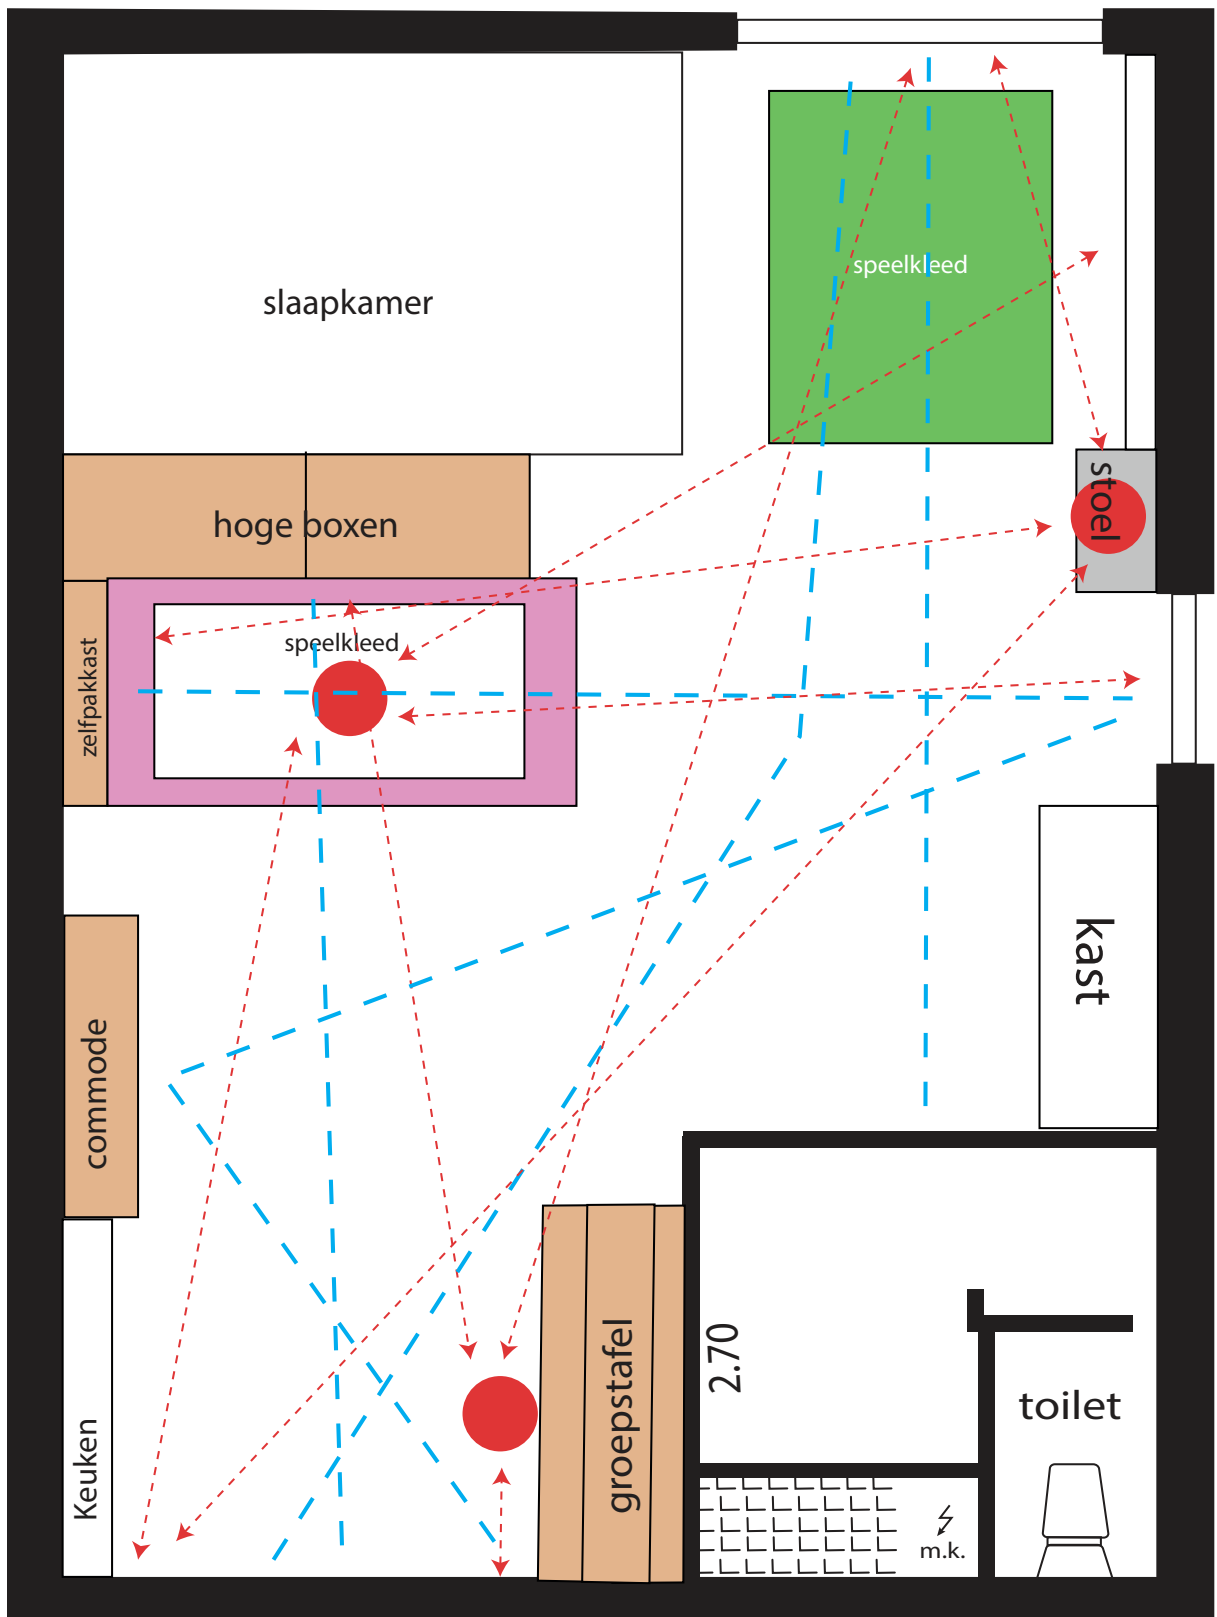 slaapkamer
speelkleed
stoel
hoge boxen
speelkleed
zelfpakkast
kast
commode
2.70
groepstafel
toilet
Keuken
m.k.